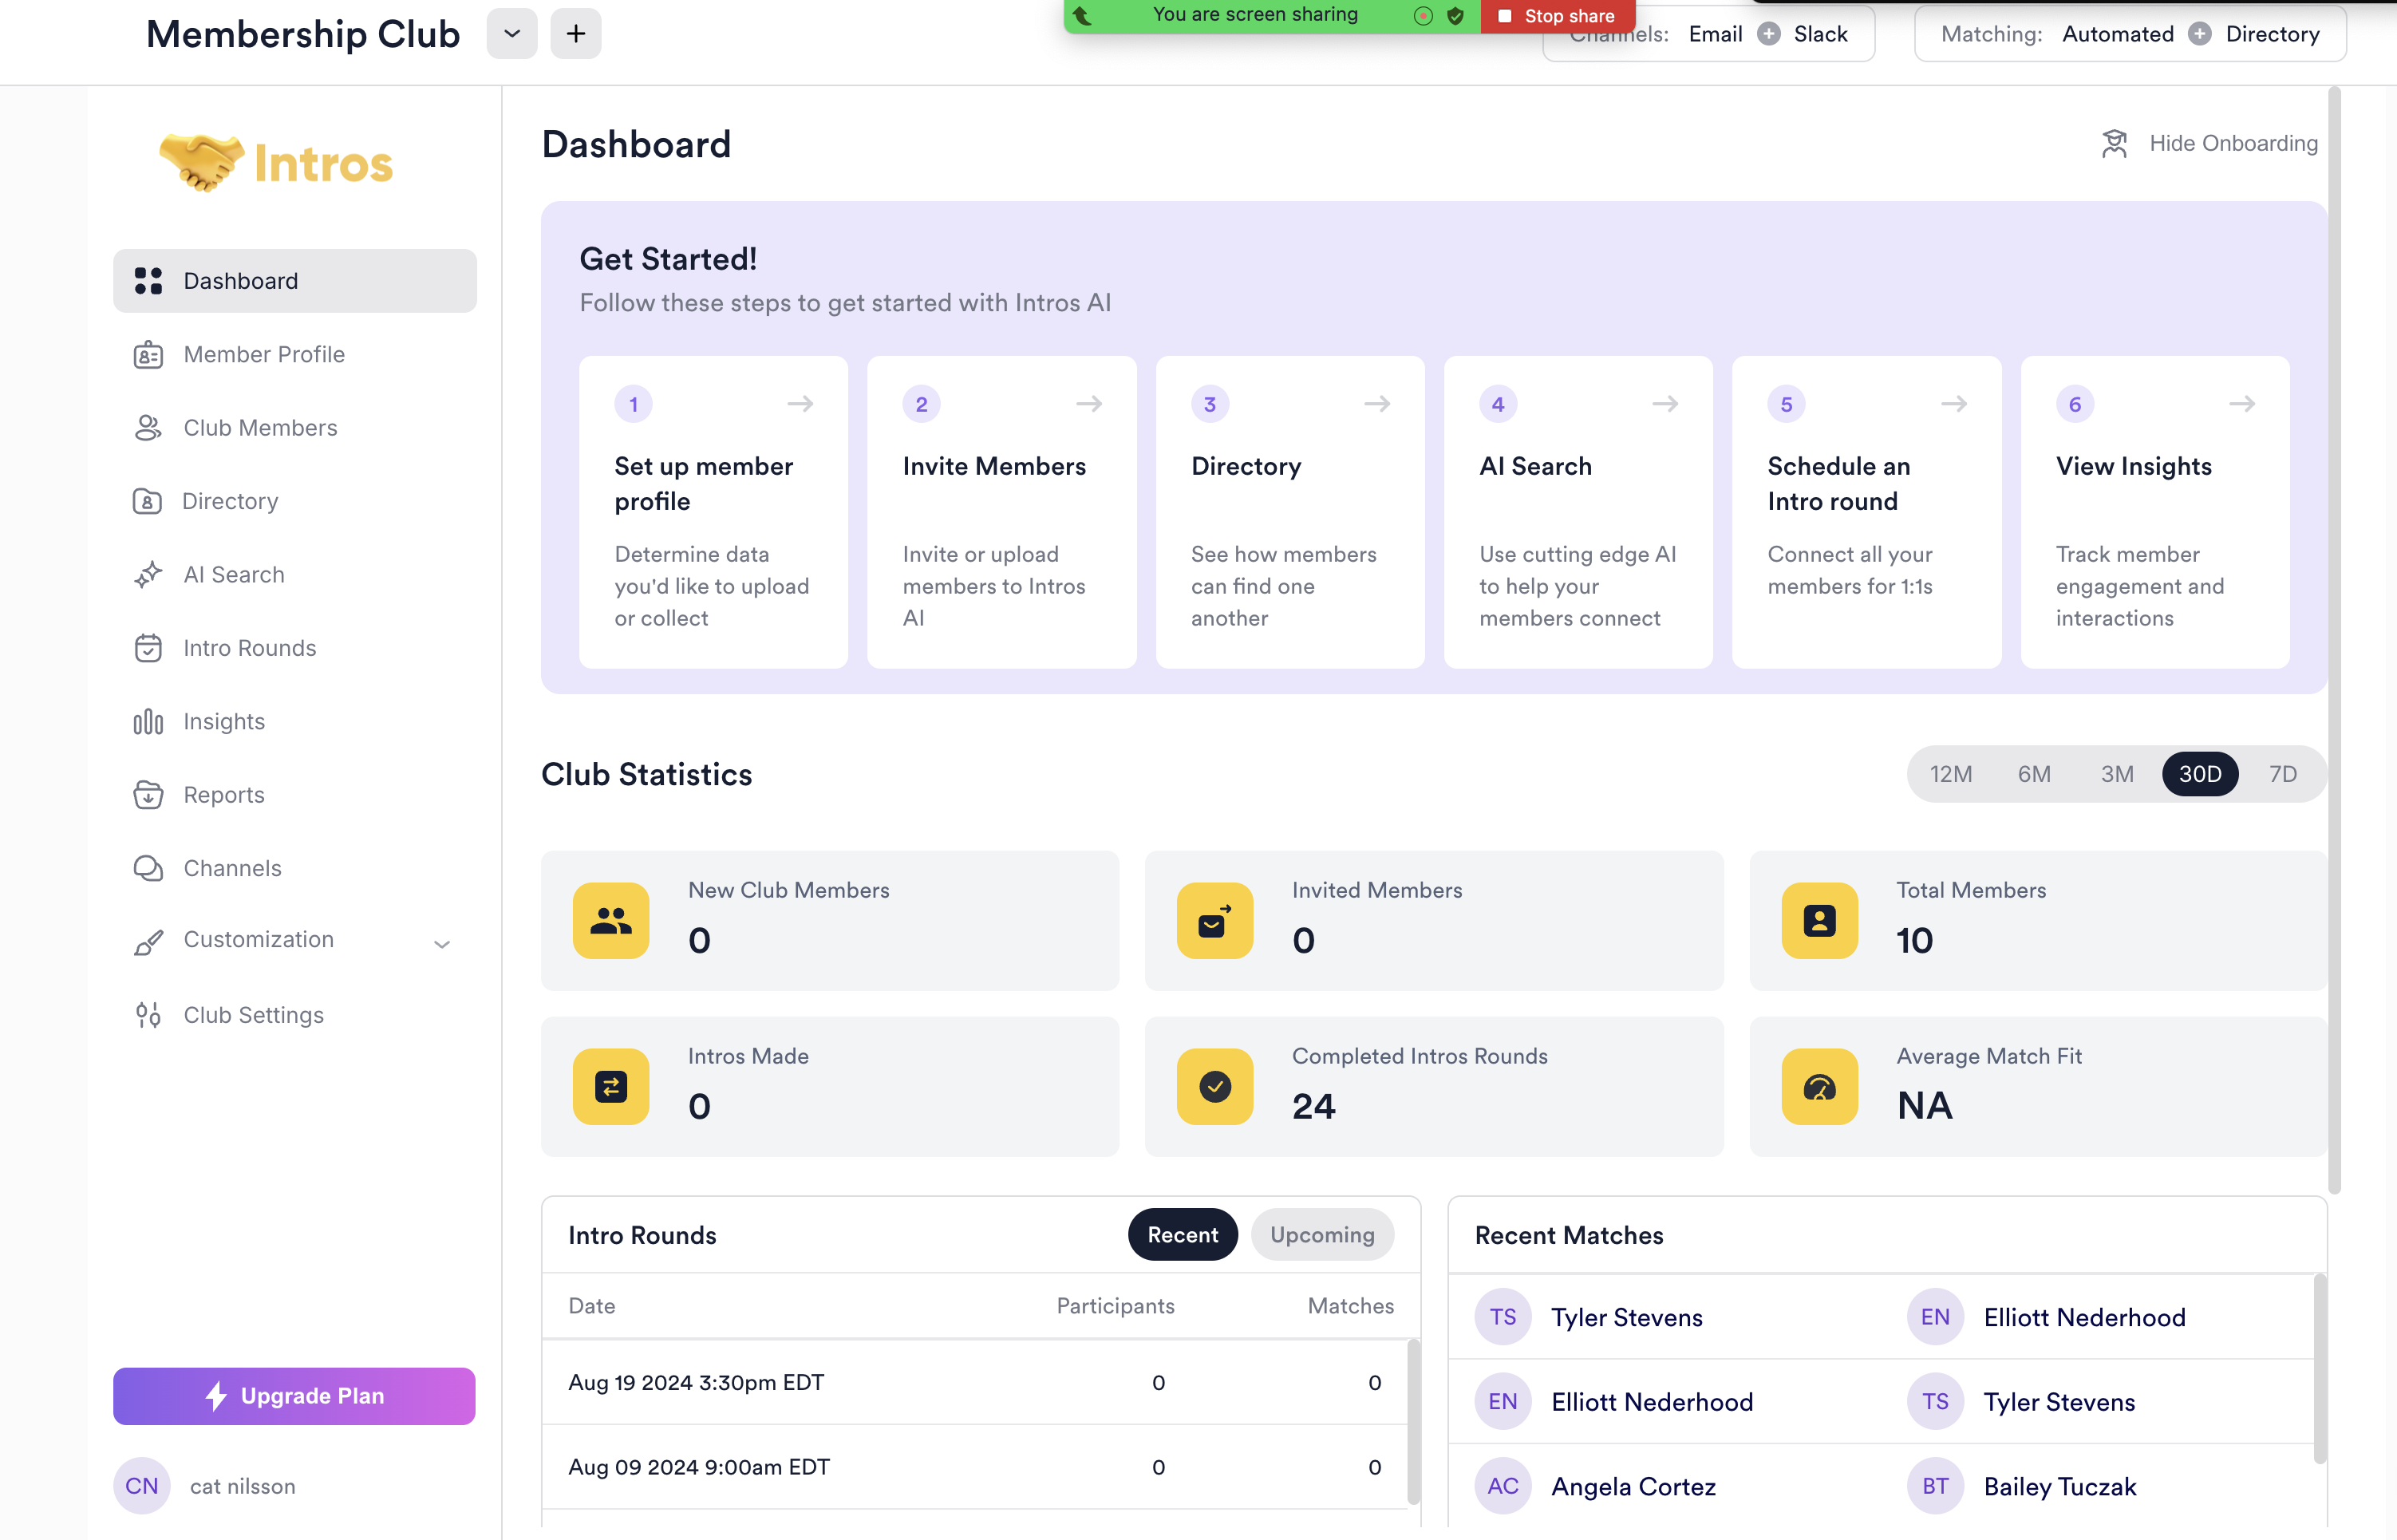 Membership Club
You are screen sharing
Stop share
Channels: Email Slack
Matching: Automated Directory
Intros
Dashboard
Member Profile
Club Members
Directory
AI Search
Intro Rounds
Insights
Reports
Channels
Customization
Club Settings
Upgrade Plan
CN cat nilsson
Dashboard
Hide Onboarding
Get Started!
Follow these steps to get started with Intros AI
1
Set up member
profile
Determine data
you'd like to upload
or collect
2
Invite Members
Invite or upload
members to Intros
AI
3
Directory
See how members
can find one
another
4
AI Search
Use cutting edge AI
to help your
members connect
5
Schedule an
Intro round
Connect all your
members for 1:1s
6
View Insights
Track member
engagement and
interactions
Club Statistics
12M 6M 3M 30D 7D
New Club Members
0
Invited Members
0
Total Members
10
Intros Made
0
Completed Intros Rounds
24
Average Match Fit
NA
Intro Rounds
Recent Upcoming
Date Participants Matches
Aug 19 2024 3:30pm EDT 0 0
Aug 09 2024 9:00am EDT 0 0
Recent Matches
TS Tyler Stevens EN Elliott Nederhood
EN Elliott Nederhood TS Tyler Stevens
AC Angela Cortez BT Bailey Tuczak